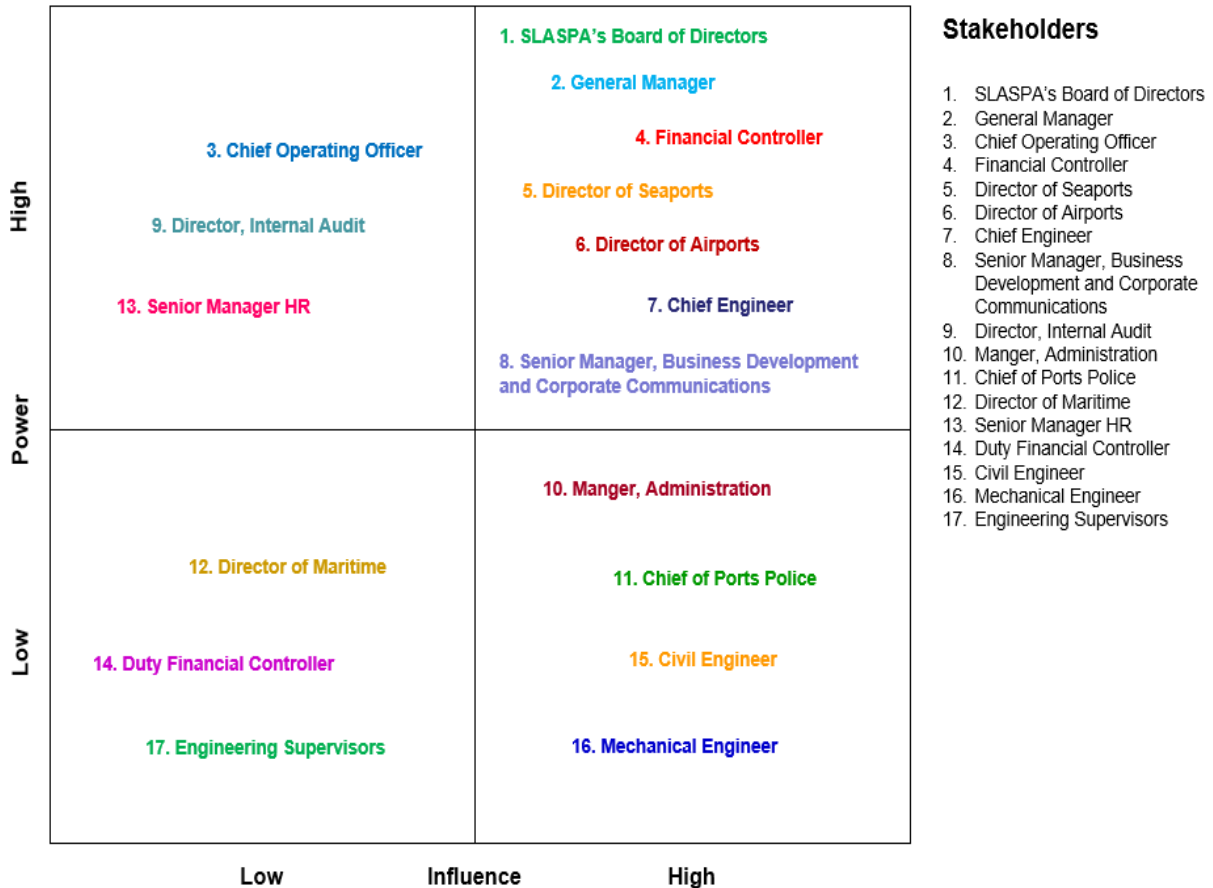 1. SLASPA's Board of Directors
2. General Manager
3. Chief Operating Officer
4. Financial Controller
5. Director of Seaports
9. Director, Internal Audit
6. Director of Airports
13. Senior Manager HR
7. Chief Engineer
8. Senior Manager, Business Development
and Corporate Communications
10. Manger, Administration
12. Director of Maritime
11. Chief of Ports Police
14. Duty Financial Controller
15. Civil Engineer
17. Engineering Supervisors
16. Mechanical Engineer
High
Power
Low
Low
Influence
High
Stakeholders
1. SLASPA's Board of Directors
2. General Manager
3. Chief Operating Officer
4. Financial Controller
5. Director of Seaports
6. Director of Airports
7. Chief Engineer
8. Senior Manager, Business
Development and Corporate
Communications
9. Director, Internal Audit
10. Manger, Administration
11. Chief of Ports Police
12. Director of Maritime
13. Senior Manager HR
14. Duty Financial Controller
15. Civil Engineer
16. Mechanical Engineer
17. Engineering Supervisors